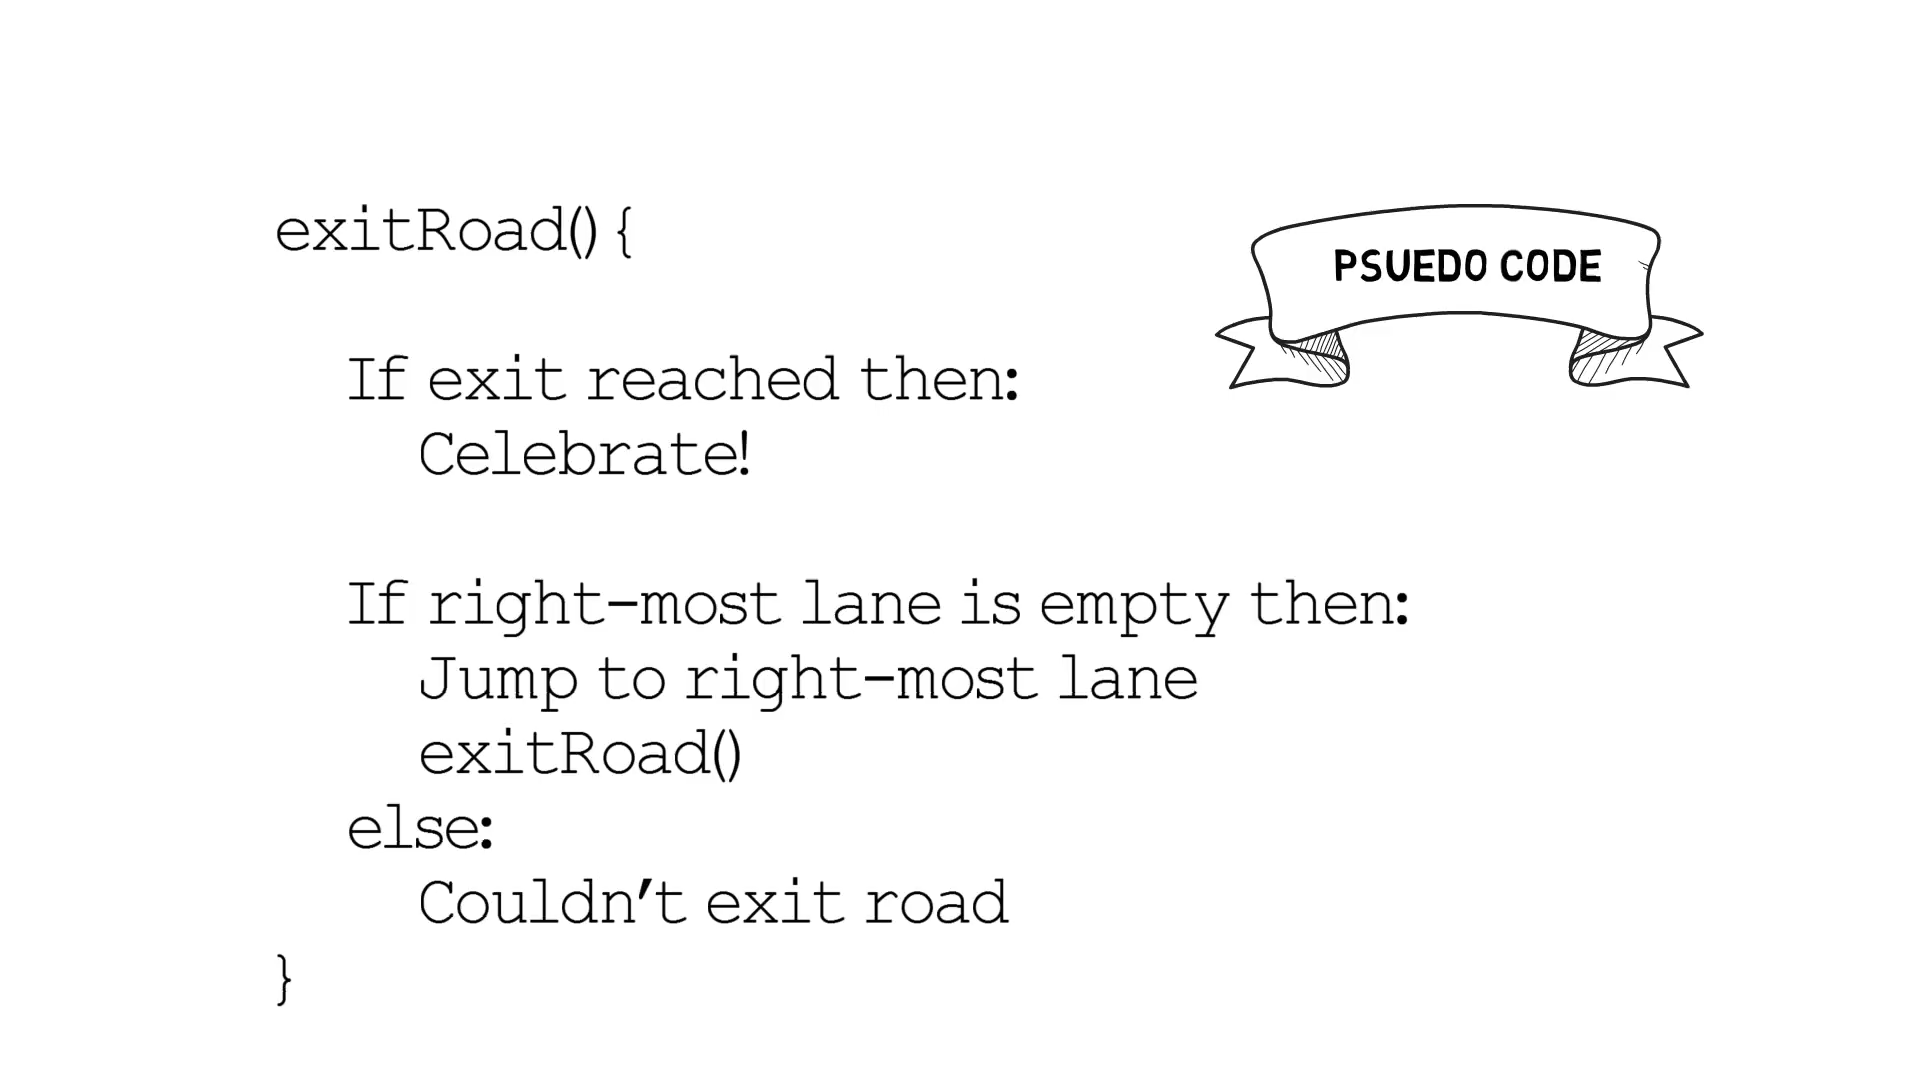 exitRoad(){
PSUEDO CODE
If exit reached then:
Celebrate!
If right-most lane is empty then:
Jump to right-most lane
exitRoad()
else:
Couldn't exit road
}